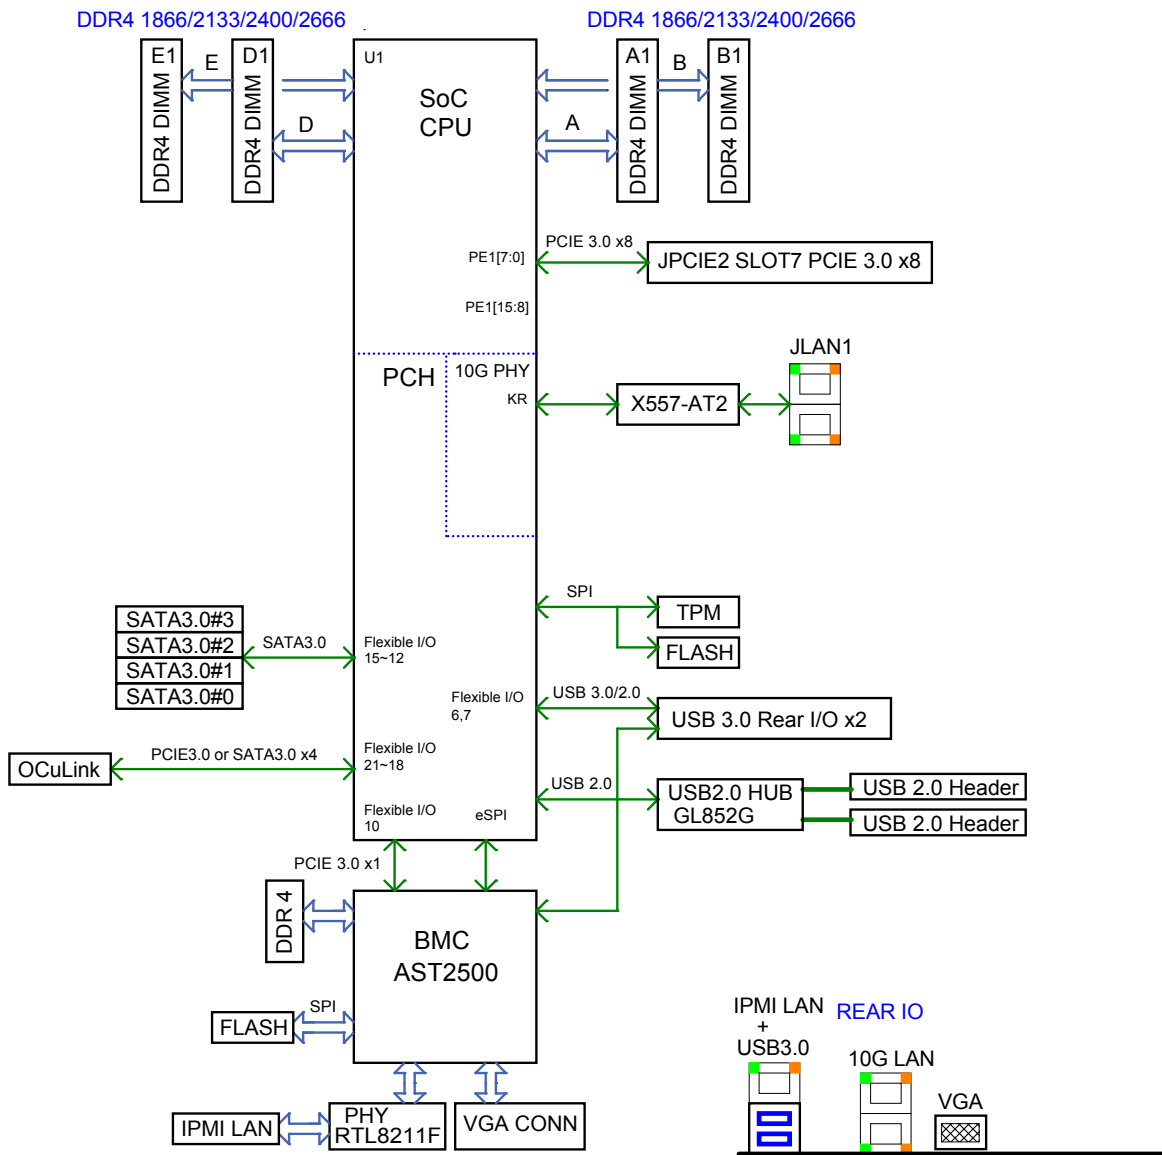 DDR4 1866/2133/2400/2666
DDR4 1866/2133/2400/2666
E1
DDR4 DIMM
E
D1
DDR4 DIMM
D
U1
SoC
CPU
A1
DDR4 DIMM
A
B
B1
DDR4 DIMM
PE1[7:0]
PCIE 3.0 x8
JPCIE2 SLOT7 PCIE 3.0 x8
PE1[15:8]
PCH
10G PHY
KR
X557-AT2
JLAN1
SPI
TPM
FLASH
SATA3.0#3
SATA3.0#2
SATA3.0#1
SATA3.0#0
SATA3.0
Flexible I/O
15~12
Flexible I/O
6,7
USB 3.0/2.0
USB 3.0 Rear I/O x2
OCuLink
PCIE3.0 or SATA3.0 x4
Flexible I/O
21~18
USB 2.0
USB2.0 HUB
GL852G
USB 2.0 Header
USB 2.0 Header
Flexible I/O
10
eSPI
PCIE 3.0 x1
DDR 4
BMC
AST2500
FLASH
SPI
IPMI LAN
PHY
RTL8211F
VGA CONN
IPMI LAN
+
USB3.0
REAR IO
10G LAN
VGA